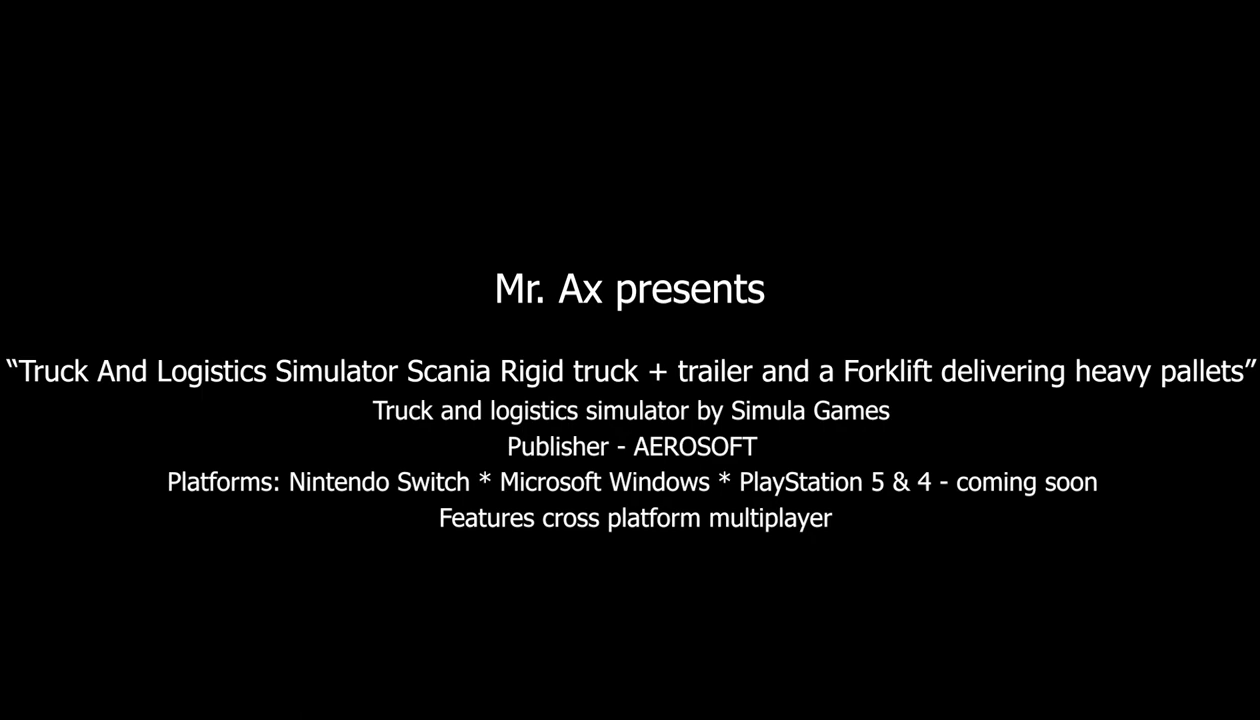 Mr. Ax presents
“Truck And Logistics Simulator Scania Rigid truck + trailer and a Forklift delivering heavy pallets”
Truck and logistics simulator by Simula Games
Publisher - AEROSOFT
Platforms: Nintendo Switch * Microsoft Windows * PlayStation 5 & 4 - coming soon
Features cross platform multiplayer